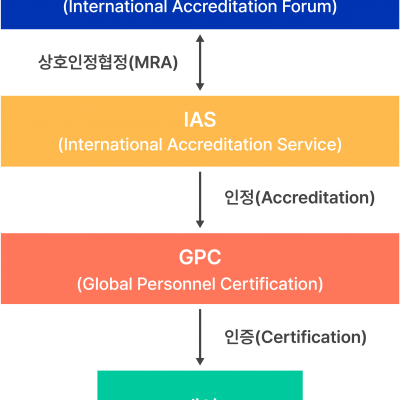 (International Accreditation Forum)
상호인정협정(MRA)
IAS
(International Accreditation Service)
인정(Accreditation)
GPC
(Global Personnel Certification)
인증(Certification)